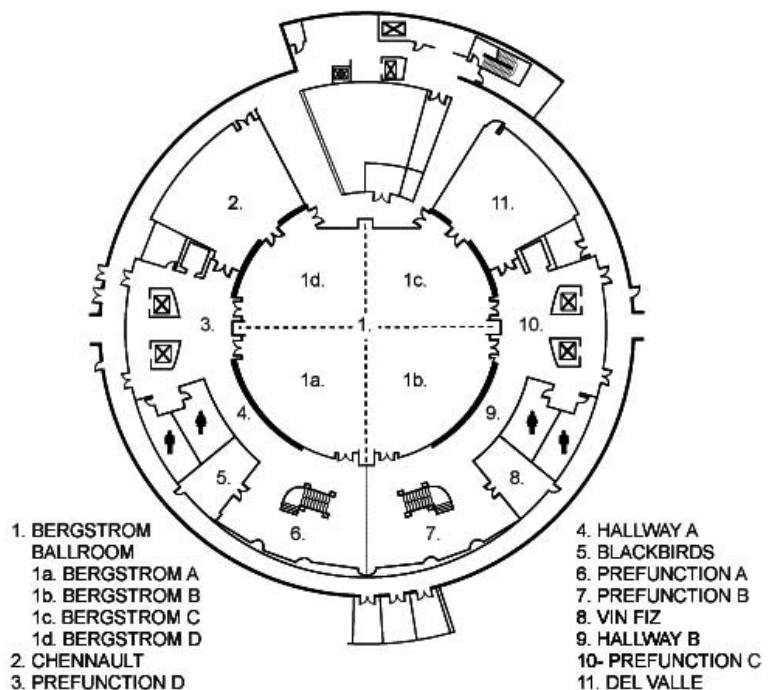 2.
11.
1d.
1c.
3.
1.
10.
1a.
1b.
4.
9.
5.
8.
6.
7.
1. BERGSTROM
BALLROOM
1a. BERGSTROM A
1b. BERGSTROM B
1c. BERGSTROM C
1d. BERGSTROM D
2. CHENNAULT
3. PREFUNCTION D
4. HALLWAY A
5. BLACKBIRDS
6. PREFUNCTION A
7. PREFUNCTION B
8. VIN FIZ
9. HALLWAY B
10- PREFUNCTION C
11. DEL VALLE